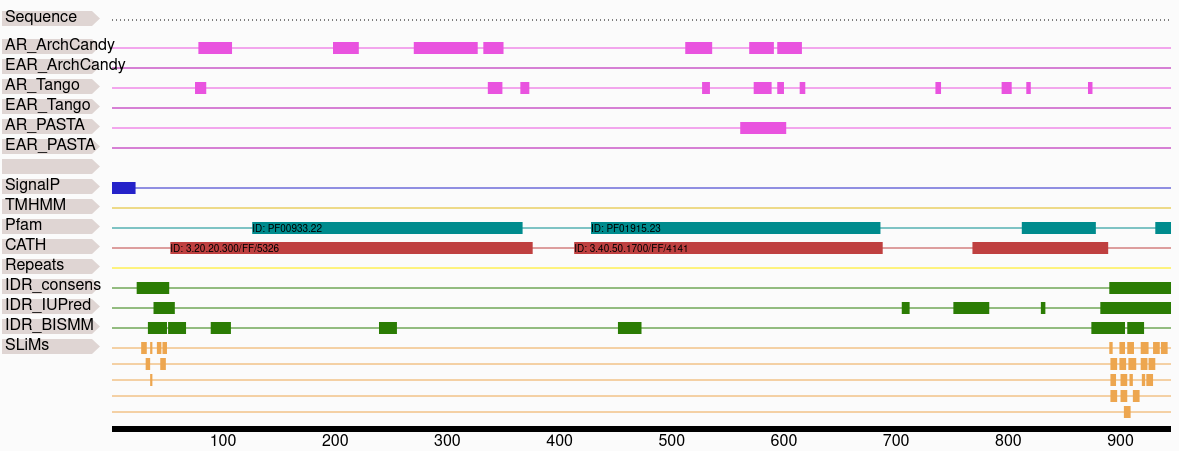 Sequence
AR_ArchCandy
EAR_ArchCandy
AR_Tango
EAR_Tango
AR_PASTA
EAR_PASTA
SignalP
TMHMM
Pfam ID: PF00933.22 ID: PF01915.23
CATH ID: 3.20.20.300/FF/5326 ID: 3.40.50.1700/FF/4141
Repeats
IDR_consens
IDR_IUPred
IDR_BISMM
SLiMs
100 200 300 400 500 600 700 800 900